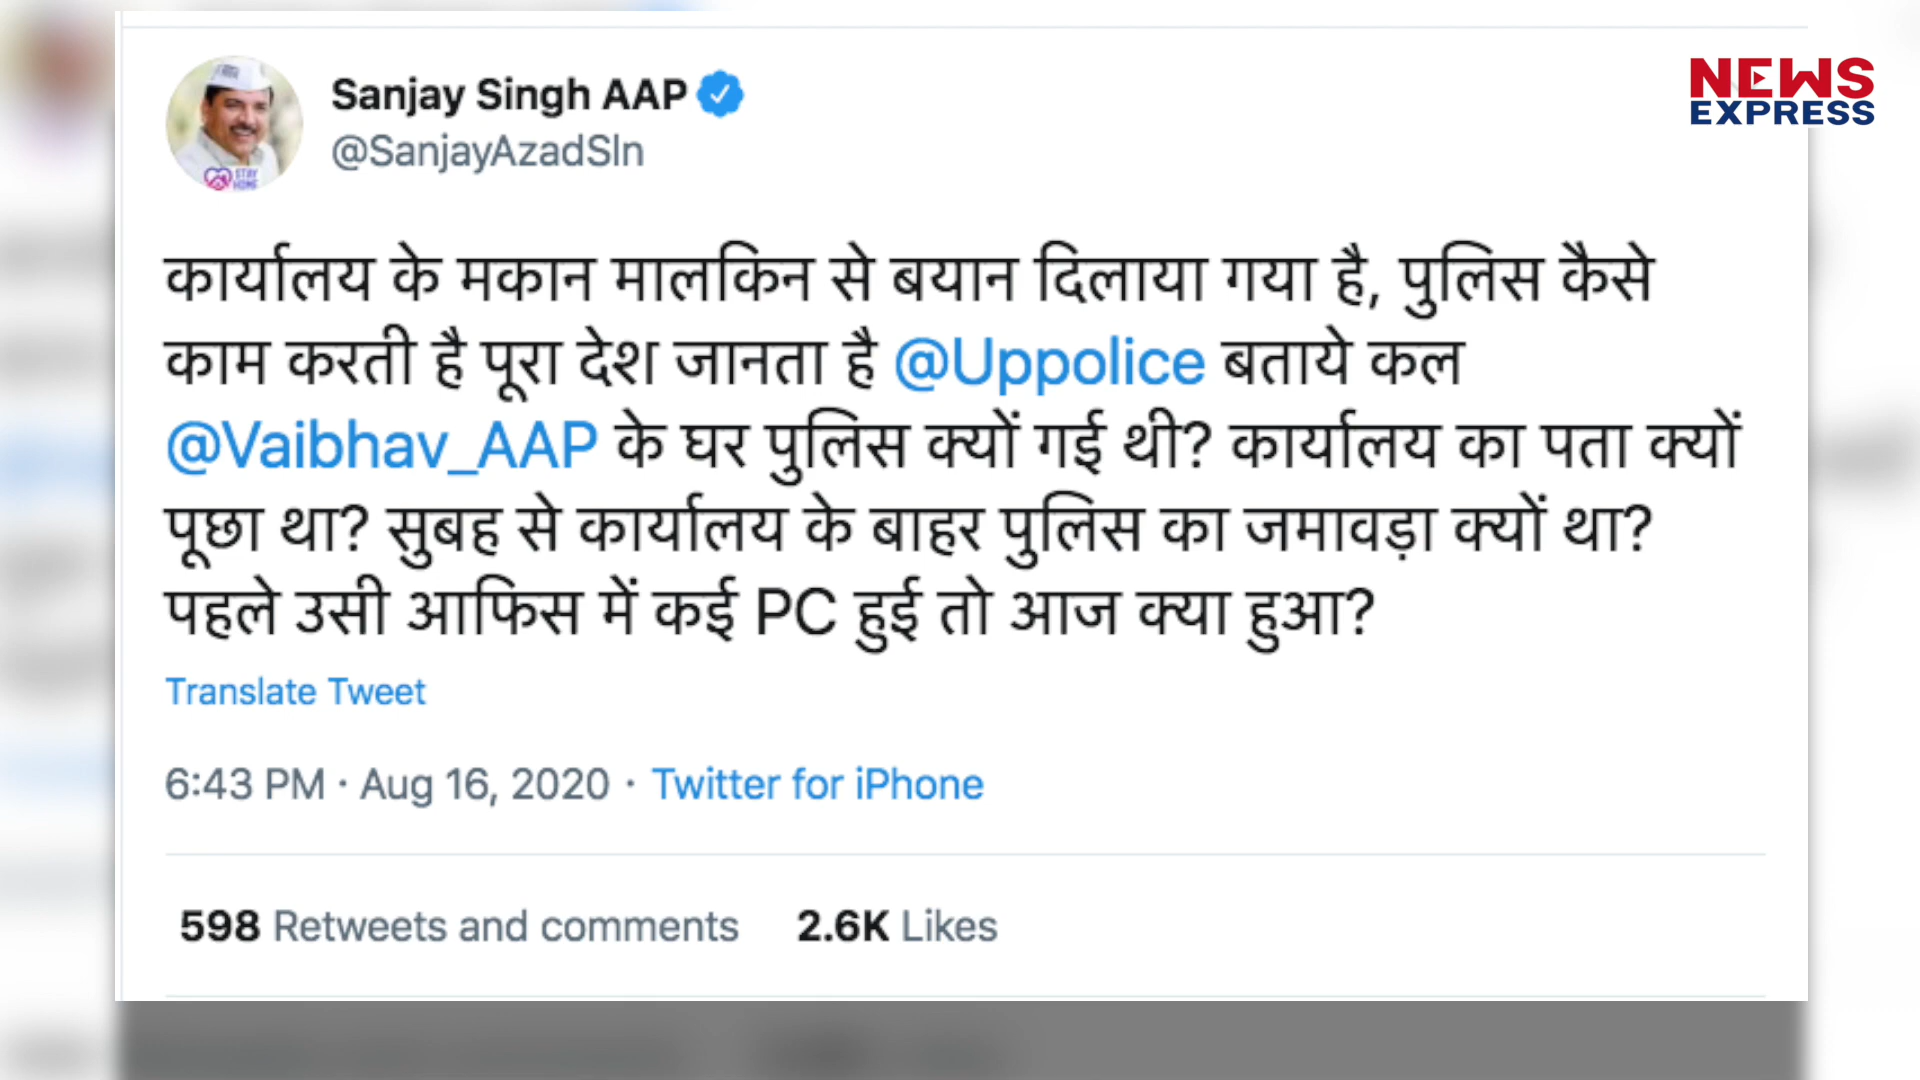 Sanjay Singh AAP
@SanjayAzadSln
NEWS
EXPRESS
STAY
HOME
कार्यालय के मकान मालकिन से बयान दिलाया गया है, पुलिस कैसे
काम करती है पूरा देश जानता है @Uppolice बताये कल
@Vaibhav_AAP के घर पुलिस क्यों गई थी? कार्यालय का पता क्यों
पूछा था? सुबह से कार्यालय के बाहर पुलिस का जमावड़ा क्यों था?
पहले उसी आफिस में कई PC हुई तो आज क्या हुआ?
Translate Tweet
6:43 PM · Aug 16, 2020 · Twitter for iPhone
598 Retweets and comments 2.6K Likes